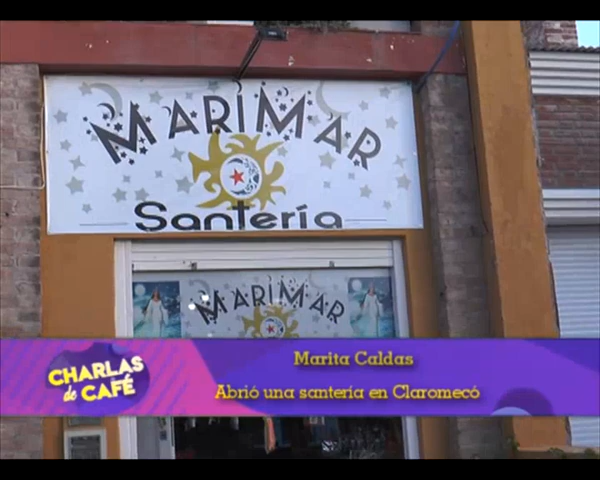 MARIMAR
Santería
MARIMAR
CHARLAS
de CAFÉ
Marita Caldas
Abrió una santería en Claromecó